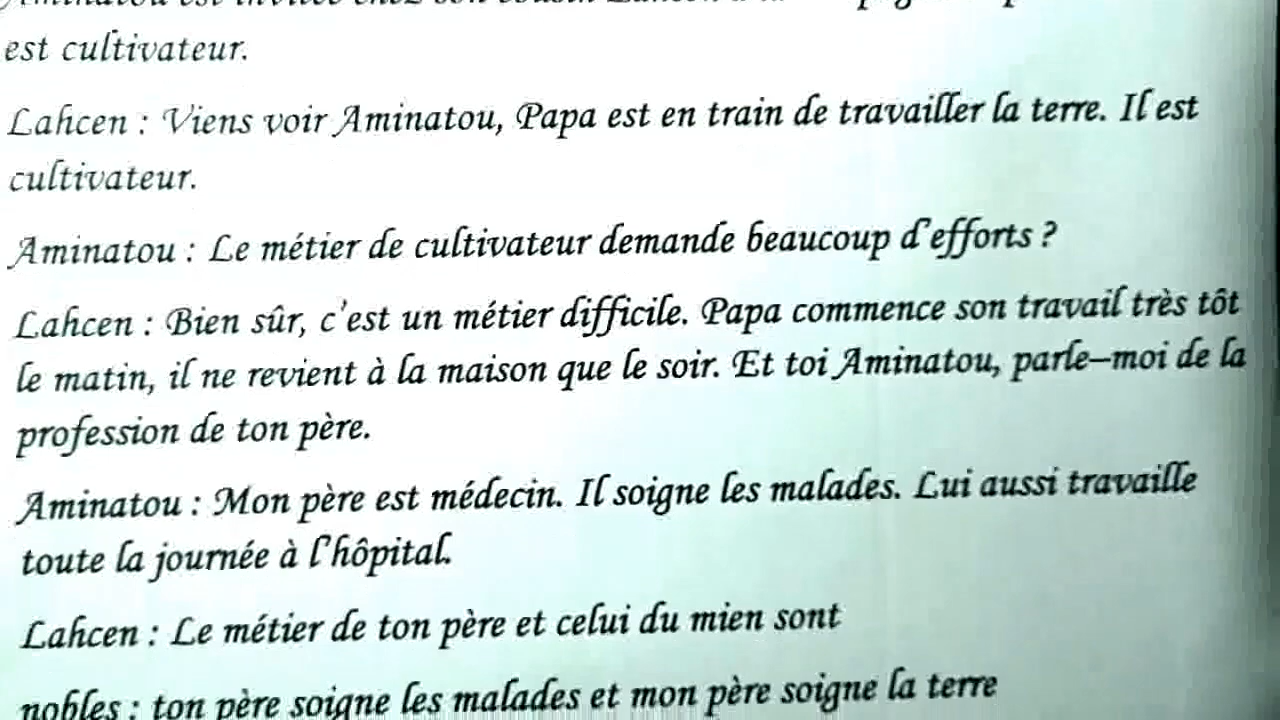 est cultivateur.
Lahcen : Viens voir Aminatou, Papa est en train de travailler la terre. Il est
cultivateur.
Aminatou : Le métier de cultivateur demande beaucoup d'efforts ?
Lahcen : Bien sûr, c'est un métier difficile. Papa commence son travail très tôt
le matin, il ne revient à la maison que le soir. Et toi Aminatou, parle–moi de la
profession de ton père.
Aminatou : Mon père est médecin. Il soigne les malades. Lui aussi travaille
toute la journée à l'hôpital.
Lahcen : Le métier de ton père et celui du mien sont
nobles : ton père soigne les malades et mon père soigne la terre